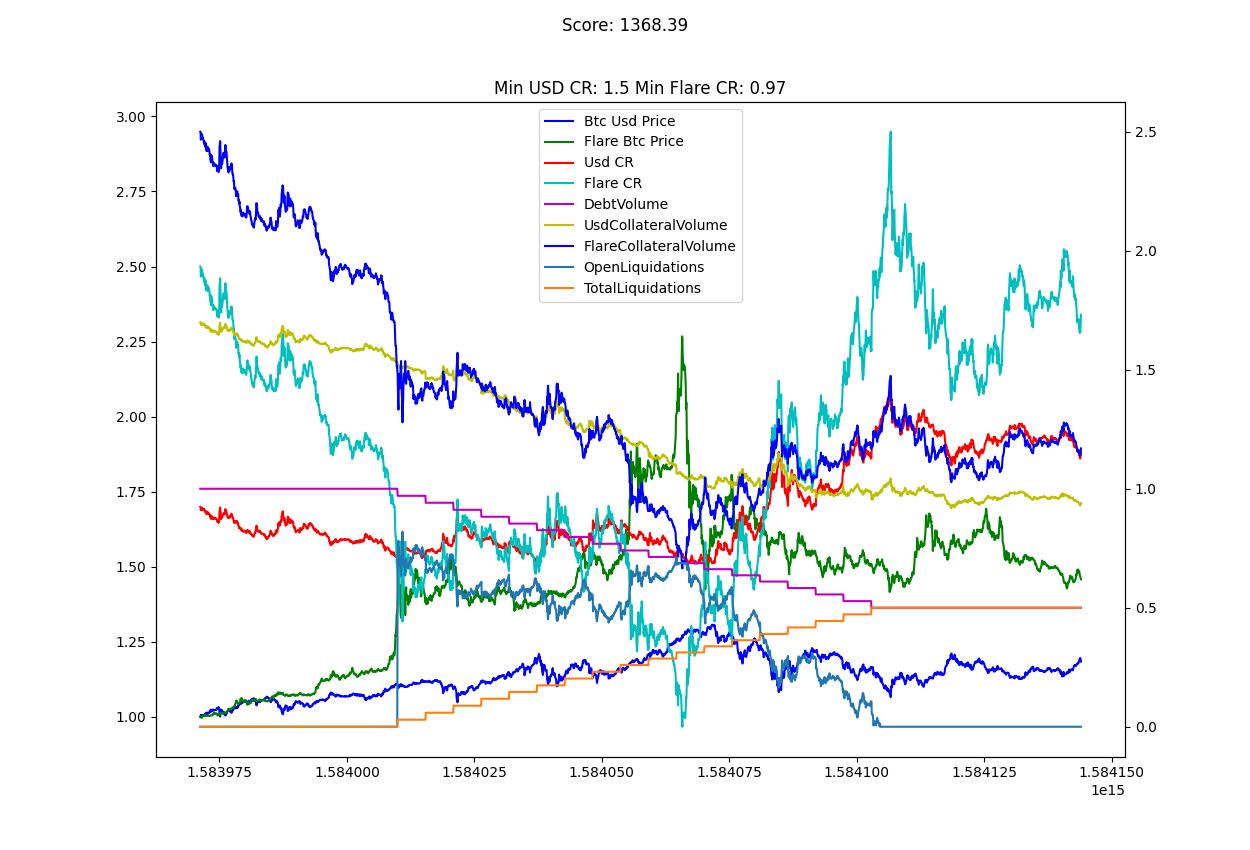 Score: 1368.39
Min USD CR: 1.5 Min Flare CR: 0.97
3.00
2.75
2.50
2.25
2.00
1.75
1.50
1.25
1.00
Btc Usd Price
Flare Btc Price
Usd CR
Flare CR
DebtVolume
UsdCollateralVolume
FlareCollateralVolume
OpenLiquidations
TotalLiquidations
2.5
2.0
1.5
1.0
0.5
0.0
1.583975 1.584000 1.584025 1.584050 1.584075 1.584100 1.584125 1.584150
1e15